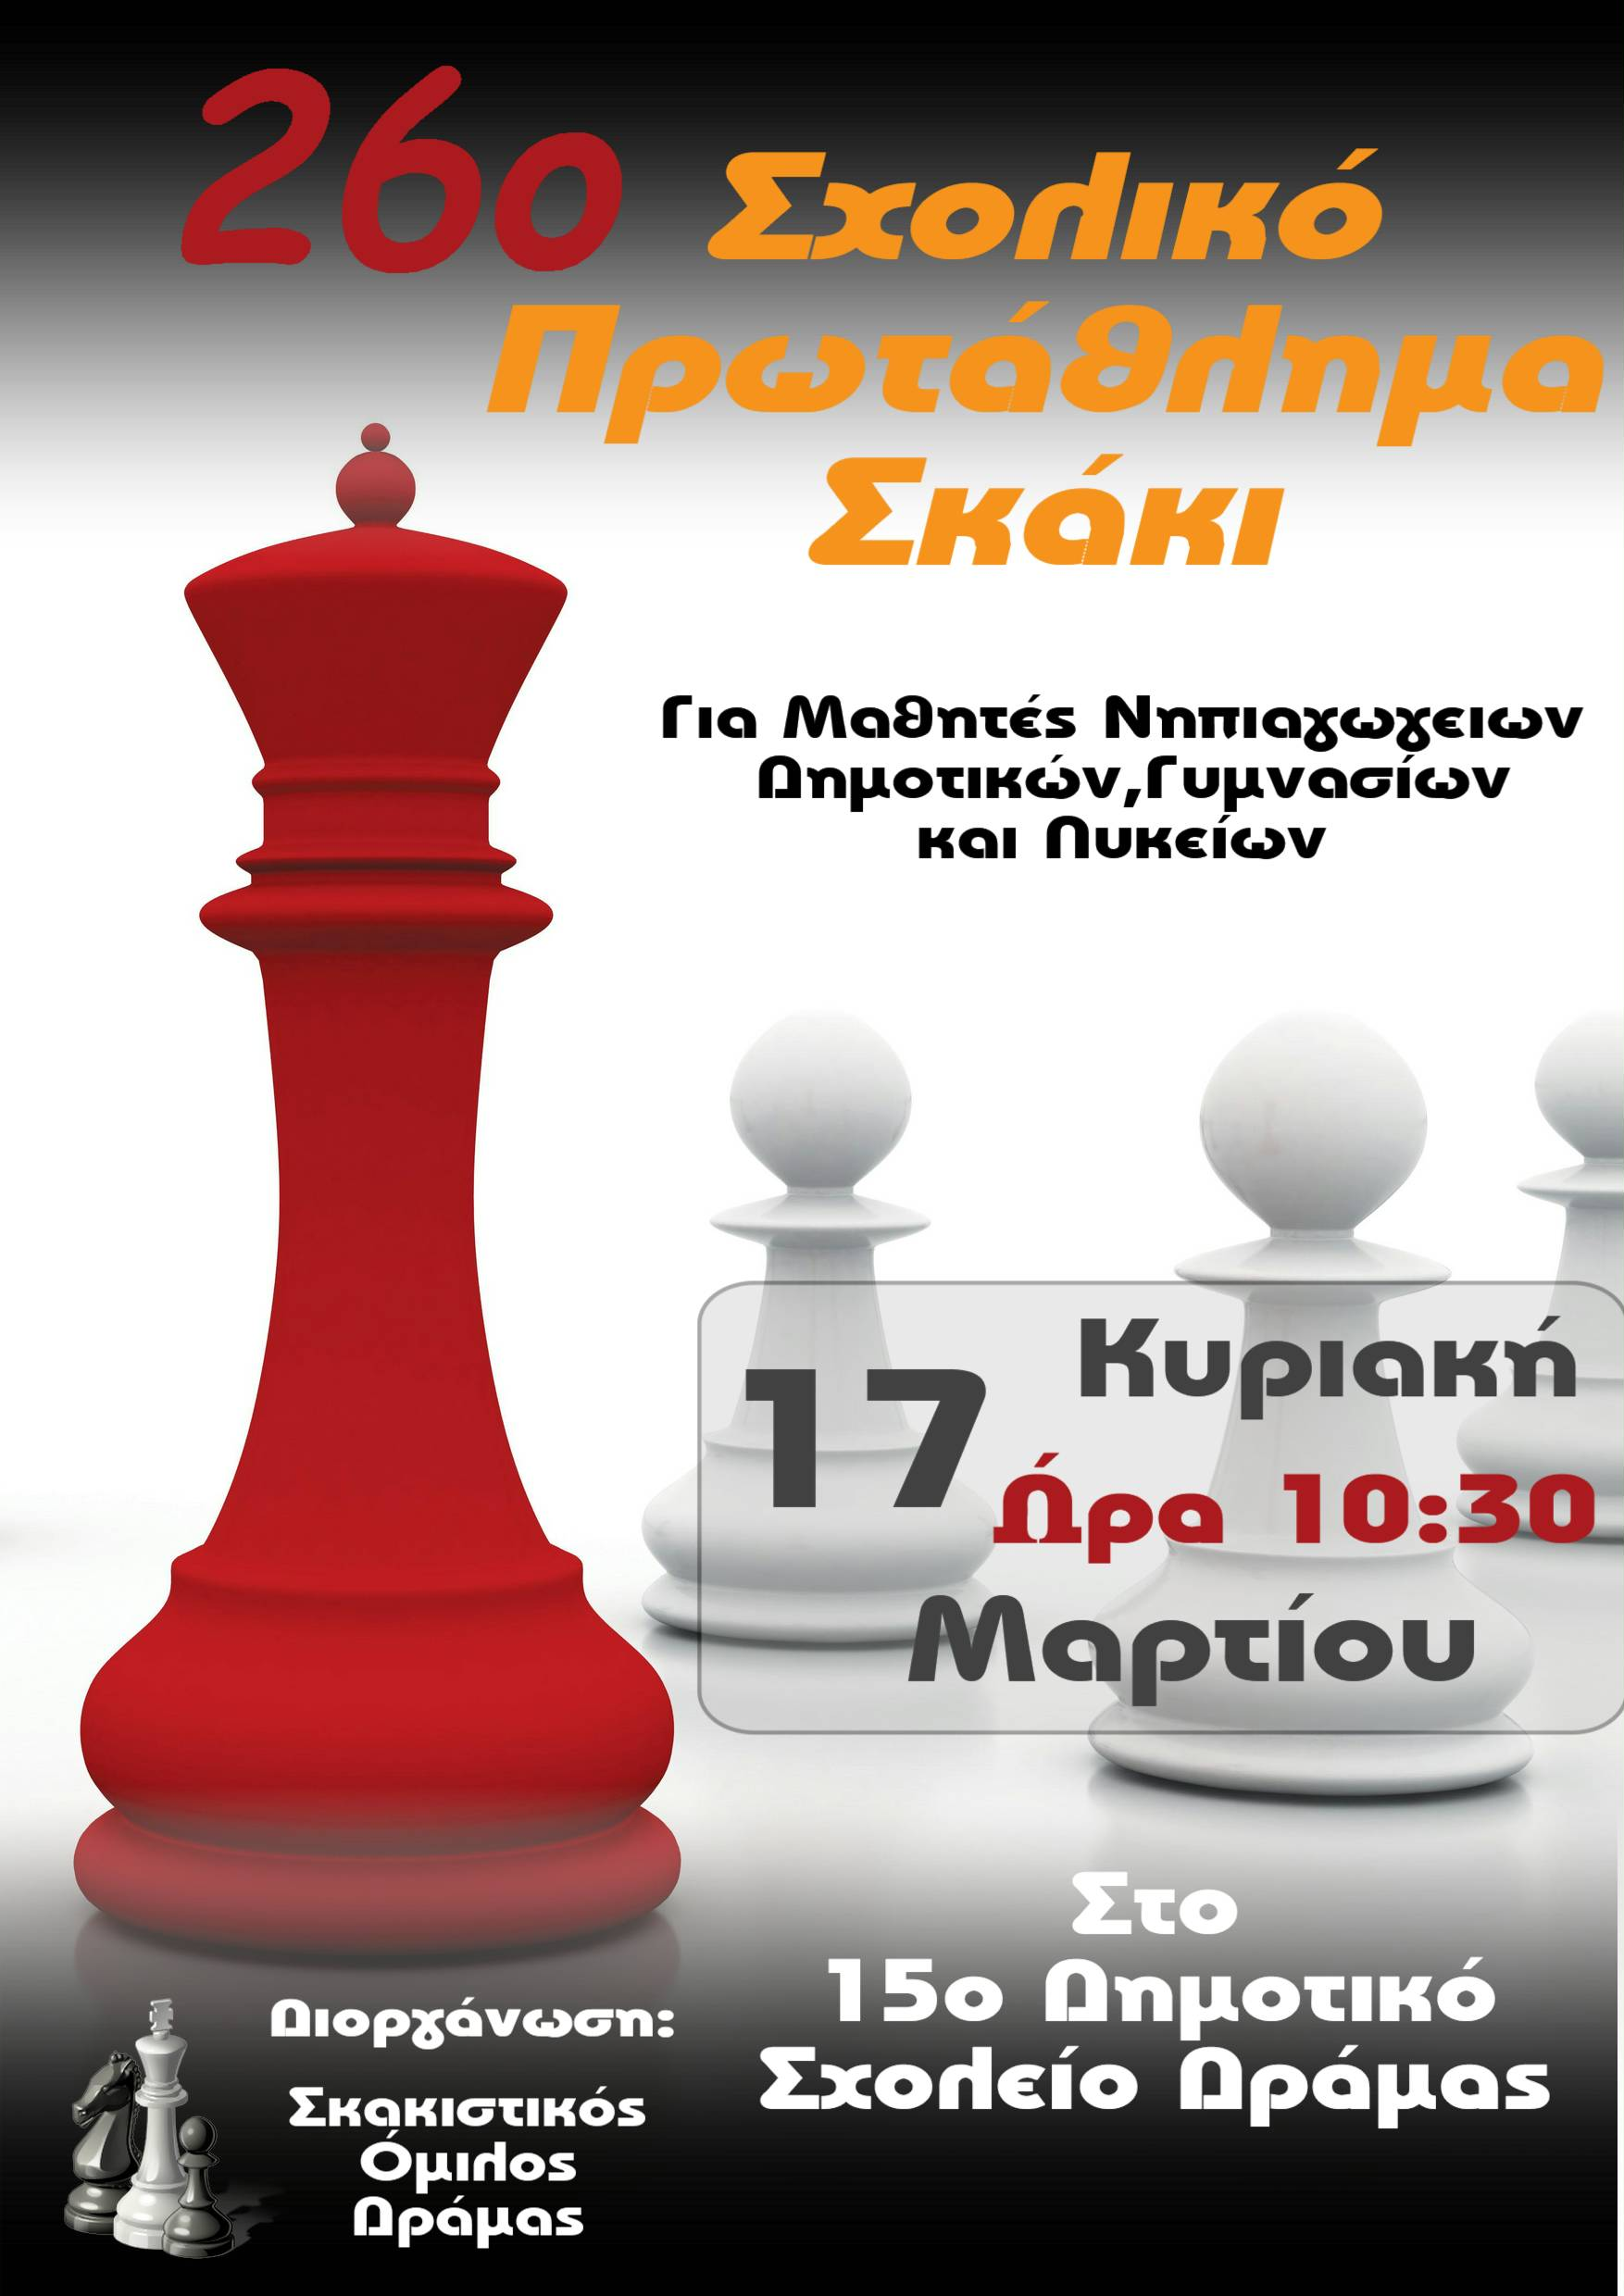 26ο Σχολικό
Πρωτάθλημα
Σκάκι
Για Μαθητές Νηπιαγωγειων
Δημοτικών,Γυμνασίων
και Λυκείων
17 Κυριακή
Ώρα 10:30
Μαρτίου
Στο
15ο Δημοτικό
Σχολείο Δράμας
Διοργάνωση:
Σκακιστικός
Όμιλος
Δράμας